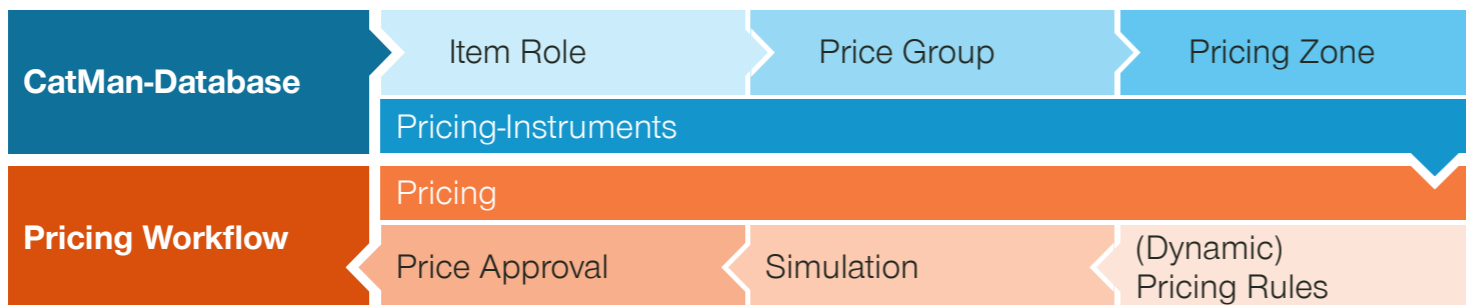 CatMan-Database
Item Role
Price Group
Pricing Zone
Pricing-Instruments
Pricing Workflow
Pricing
Price Approval
Simulation
(Dynamic)
Pricing Rules